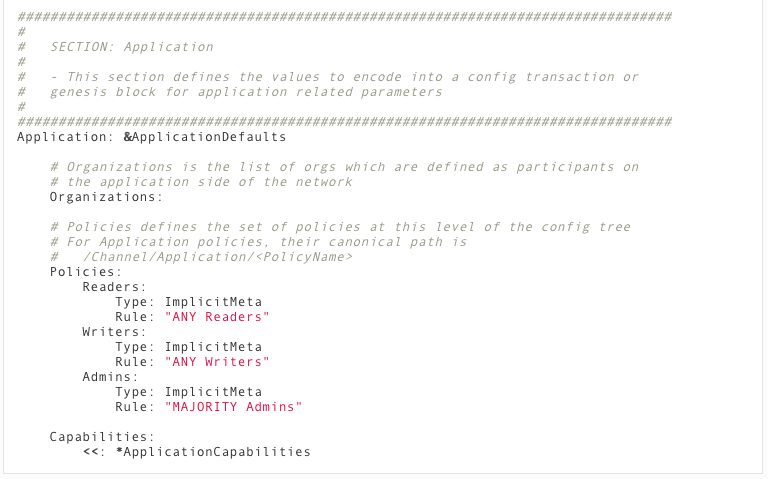 ################################################################################
#
#   SECTION: Application
#
#   - This section defines the values to encode into a config transaction or
#   genesis block for application related parameters
#
################################################################################
Application: &ApplicationDefaults

    # Organizations is the list of orgs which are defined as participants on
    # the application side of the network
    Organizations:

    # Policies defines the set of policies at this level of the config tree
    # For Application policies, their canonical path is
    #   /Channel/Application/<PolicyName>
    Policies:
        Readers:
            Type: ImplicitMeta
            Rule: "ANY Readers"
        Writers:
            Type: ImplicitMeta
            Rule: "ANY Writers"
        Admins:
            Type: ImplicitMeta
            Rule: "MAJORITY Admins"

    Capabilities:
        <<: *ApplicationCapabilities